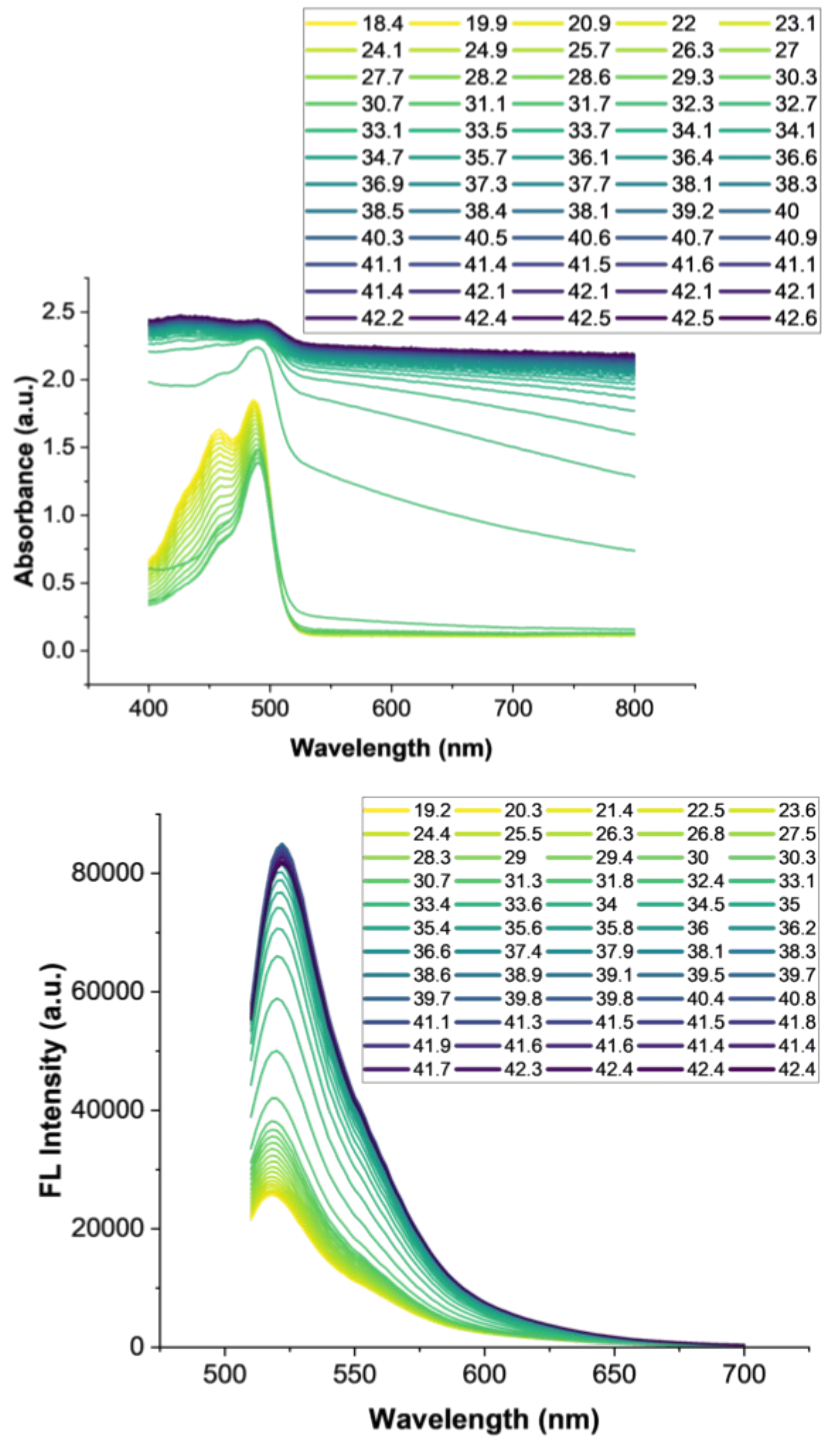 18.4 19.9 20.9 22 23.1
24.1 24.9 25.7 26.3 27
27.7 28.2 28.6 29.3 30.3
30.7 31.1 31.7 32.3 32.7
33.1 33.5 33.7 34.1 34.1
34.7 35.7 36.1 36.4 36.6
36.9 37.3 37.7 38.1 38.3
38.5 38.4 38.1 39.2 40
40.3 40.5 40.6 40.7 40.9
41.1 41.4 41.5 41.6 41.1
41.4 42.1 42.1 42.1 42.1
42.2 42.4 42.5 42.5 42.6
Absorbance (a.u.)
2.5
2.0
1.5
1.0
0.5
0.0
400 500 600 700 800
Wavelength (nm)
19.2 20.3 21.4 22.5 23.6
24.4 25.5 26.3 26.8 27.5
28.3 29 29.4 30 30.3
30.7 31.3 31.8 32.4 33.1
33.4 33.6 34 34.5 35
35.4 35.6 35.8 36 36.2
36.6 37.4 37.9 38.1 38.3
38.6 38.9 39.1 39.5 39.7
39.7 39.8 39.8 40.4 40.8
41.1 41.3 41.5 41.5 41.8
41.9 41.6 41.6 41.4 41.4
41.7 42.3 42.4 42.4 42.4
FL Intensity (a.u.)
80000
60000
40000
20000
0
500 550 600 650 700
Wavelength (nm)